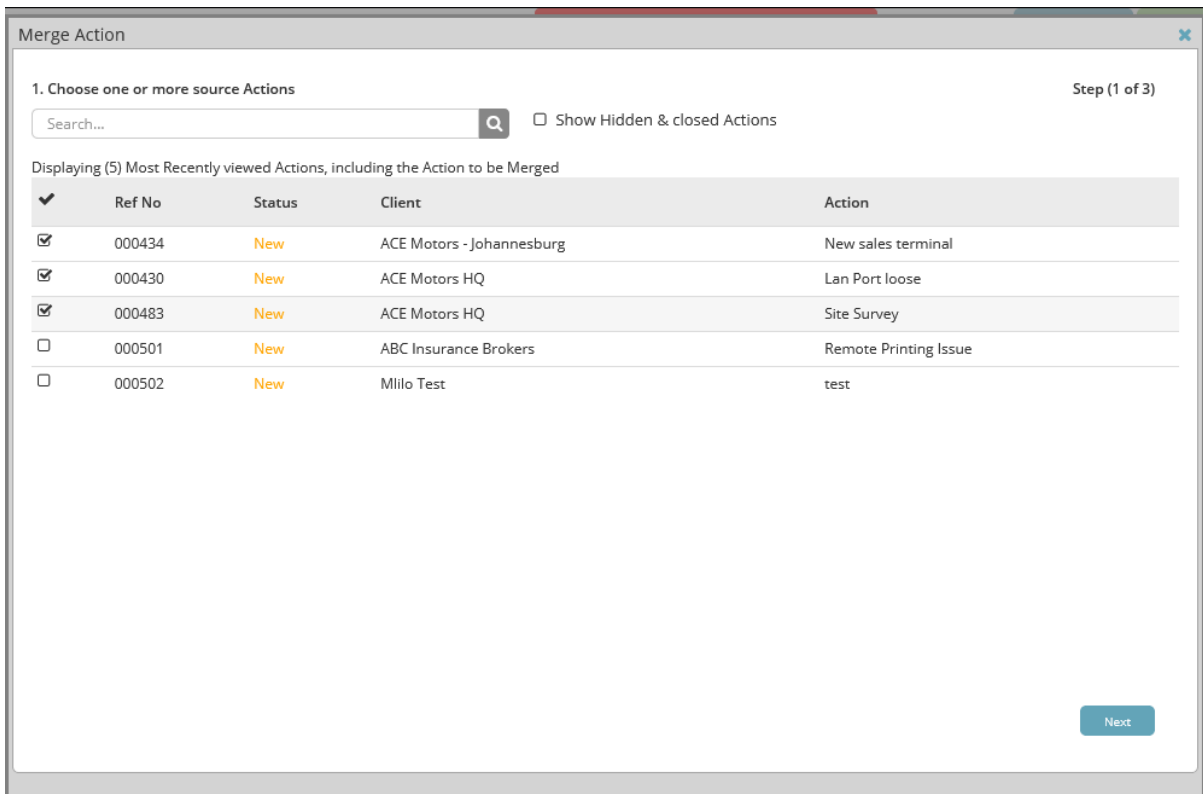 Merge Action
1. Choose one or more source Actions Step (1 of 3)
Search... Show Hidden & closed Actions
Displaying (5) Most Recently viewed Actions, including the Action to be Merged
Ref No Status Client Action
000434 New ACE Motors - Johannesburg New sales terminal
000430 New ACE Motors HQ Lan Port loose
000483 New ACE Motors HQ Site Survey
000501 New ABC Insurance Brokers Remote Printing Issue
000502 New Mlilo Test test
Next